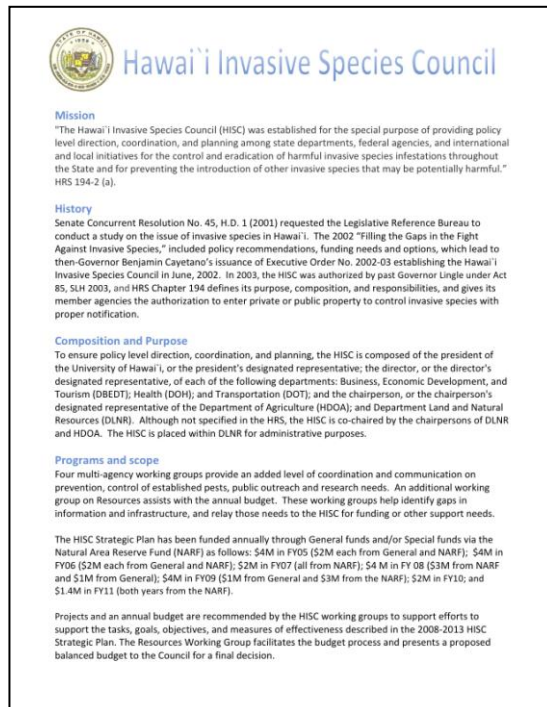 STATE OF HAWAII
1959
Hawai`i Invasive Species Council
Mission
"The Hawai`i Invasive Species Council (HISC) was established for the special purpose of providing policy
level direction, coordination, and planning among state departments, federal agencies, and international
and local initiatives for the control and eradication of harmful invasive species infestations throughout
the State and for preventing the introduction of other invasive species that may be potentially harmful."
HRS 194-2 (a).
History
Senate Concurrent Resolution No. 45, H.D. 1 (2001) requested the Legislative Reference Bureau to
conduct a study on the issue of invasive species in Hawai`i.  The 2002 "Filling the Gaps in the Fight
Against Invasive Species," included policy recommendations, funding needs and options, which lead to
then-Governor Benjamin Cayetano's issuance of Executive Order No. 2002-03 establishing the Hawai`i
Invasive Species Council in June, 2002.  In 2003, the HISC was authorized by past Governor Lingle under Act
85, SLH 2003, and HRS Chapter 194 defines its purpose, composition, and responsibilities, and gives its
member agencies the authorization to enter private or public property to control invasive species with
proper notification.
Composition and Purpose
To ensure policy level direction, coordination, and planning, the HISC is composed of the president of
the University of Hawai`i, or the president's designated representative; the director, or the director's
designated representative, of each of the following departments: Business, Economic Development, and
Tourism (DBEDT); Health (DOH); and Transportation (DOT); and the chairperson, or the chairperson's
designated representative of the Department of Agriculture (HDOA); and Department Land and Natural
Resources (DLNR).  Although not specified in the HRS, the HISC is co-chaired by the chairpersons of DLNR
and HDOA.  The HISC is placed within DLNR for administrative purposes.
Programs and scope
Four multi-agency working groups provide an added level of coordination and communication on
prevention, control of established pests, public outreach and research needs.  An additional working
group on Resources assists with the annual budget.  These working groups help identify gaps in
information and infrastructure, and relay those needs to the HISC for funding or other support needs.
The HISC Strategic Plan has been funded annually through General funds and/or Special funds via the
Natural Area Reserve Fund (NARF) as follows: $4M in FY05 ($2M each from General and NARF);  $4M in
FY06 ($2M each General and NARF); $2M in FY07 (all from NARF); $4 M in FY 08 ($3M from NARF
and $1M from General); $4M in FY09 ($1M from General and $3M from the NARF); $2M in FY10; and
$1.4M in FY11 (both years from the NARF).
Projects and an annual budget are recommended by the HISC working groups to support efforts to
support the tasks, goals, objectives, and measures of effectiveness described in the 2008-2013 HISC
Strategic Plan. The Resources Working Group facilitates the budget process and presents a proposed
balanced budget to the Council for a final decision.